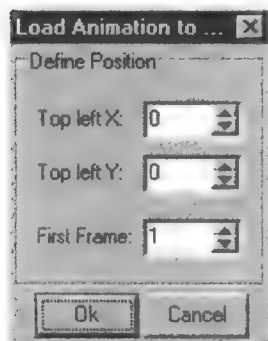 Load Animation to ...
Define Position
Top left X: 0
Top left Y: 0
First Frame: 1
Ok Cancel